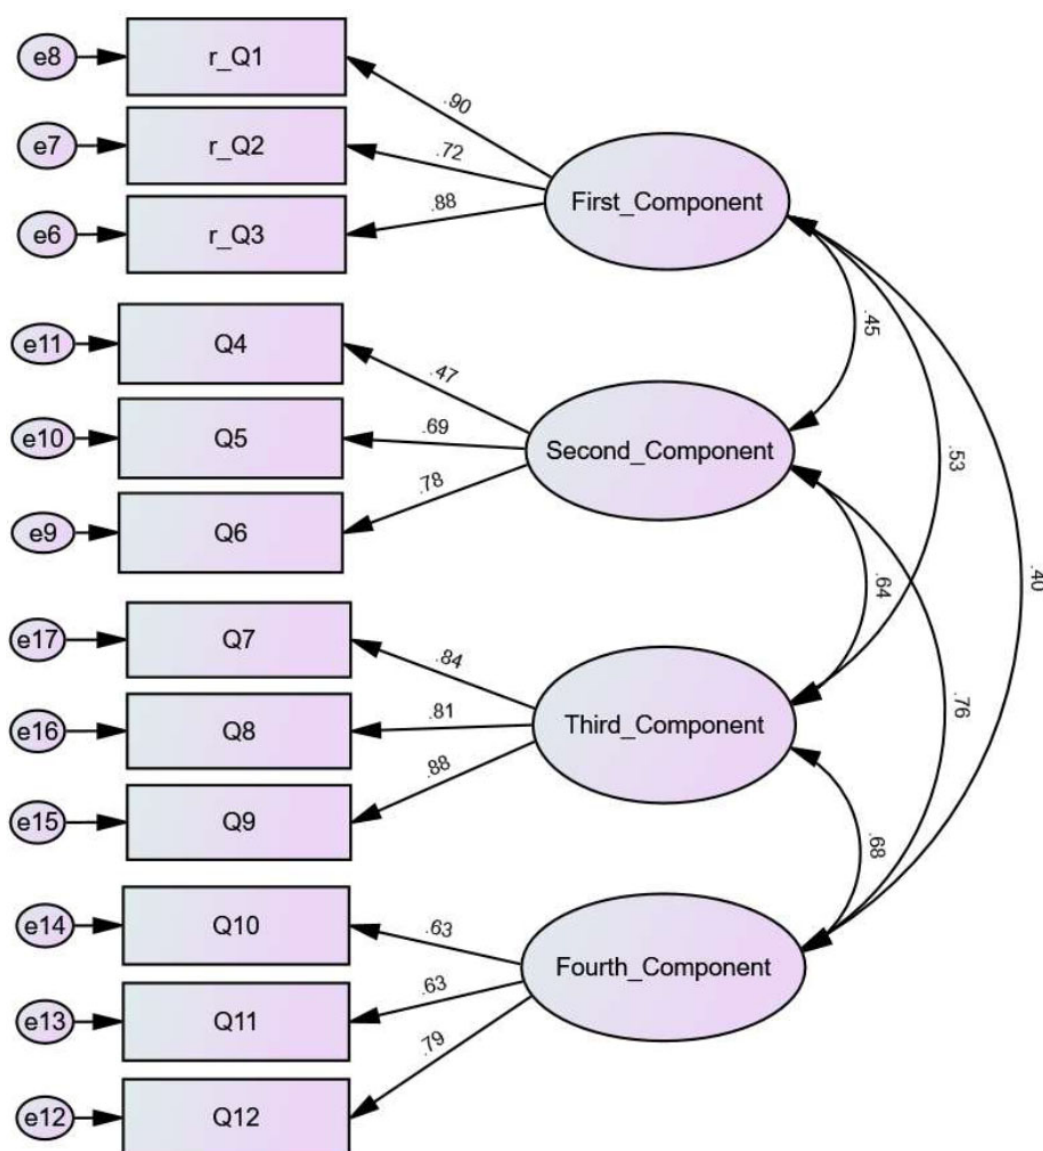 e8
r_Q1
.90
e7
r_Q2
.72
e6
r_Q3
.88
First_Component
e11
Q4
.47
e10
Q5
.69
e9
Q6
.78
Second_Component
.45
.53
.40
e17
Q7
.84
e16
Q8
.81
e15
Q9
.88
Third_Component
.64
.76
.68
e14
Q10
.63
e13
Q11
.63
e12
Q12
.79
Fourth_Component